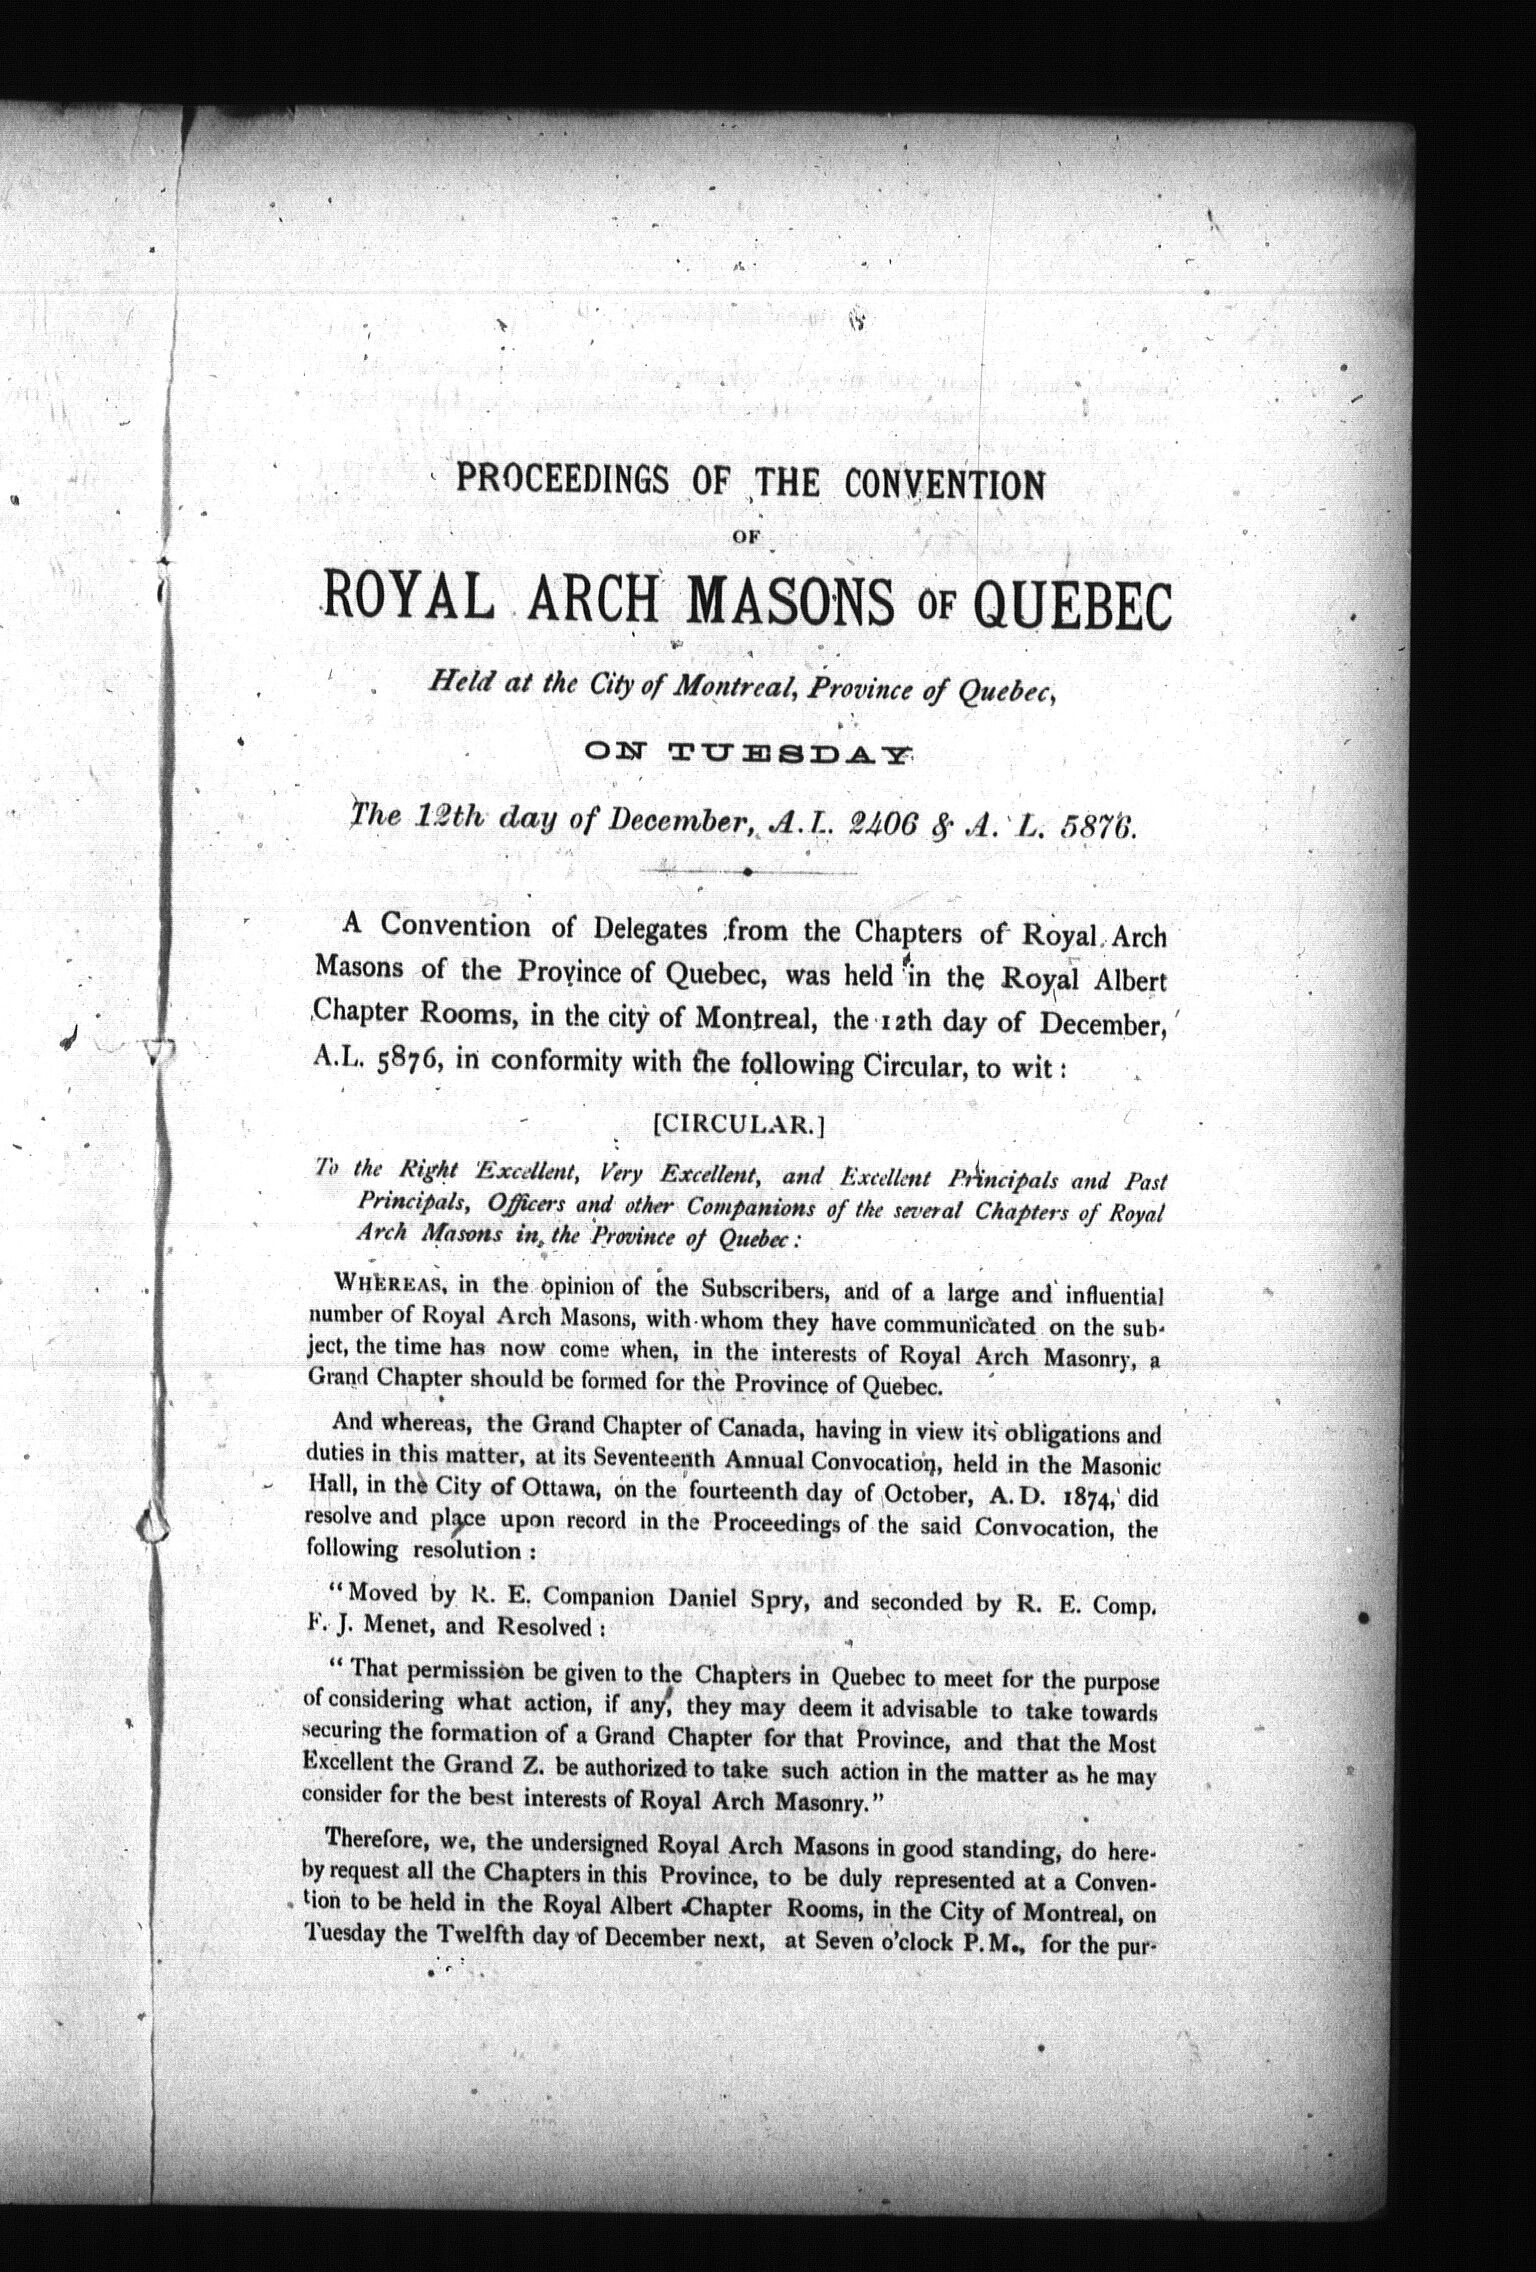 PROCEEDINGS OF THE CONVENTION
OF
ROYAL ARCH MASONS OF QUEBEC
Held at the City of Montreal, Province of Quebec,
ON TUESDAY
The 12th day of December, A.L. 2406 & A. L. 5876.
A Convention of Delegates from the Chapters of Royal Arch
Masons of the Province of Quebec, was held in the Royal Albert
Chapter Rooms, in the city of Montreal, the 12th day of December,
A.L. 5876, in conformity with the following Circular, to wit:
[CIRCULAR.]
To the Right Excellent, Very Excellent, and Excellent Principals and Past
Principals, Officers and other Companions of the several Chapters of Royal
Arch Masons in the Province of Quebec:
WHEREAS, in the opinion of the Subscribers, and of a large and influential
number of Royal Arch Masons, with whom they have communicated on the sub-
ject, the time has now come when, in the interests of Royal Arch Masonry, a
Grand Chapter should be formed for the Province of Quebec.
And whereas, the Grand Chapter of Canada, having in view its obligations and
duties in this matter, at its Seventeenth Annual Convocation, held in the Masonic
Hall, in the City of Ottawa, on the fourteenth day of October, A. D. 1874, did
resolve and place upon record in the Proceedings of the said Convocation, the
following resolution:
"Moved by R. E. Companion Daniel Spry, and seconded by R. E. Comp.
F. J. Menet, and Resolved:
"That permission be given to the Chapters in Quebec to meet for the purpose
of considering what action, if any, they may deem it advisable to take towards
securing the formation of a Grand Chapter for that Province, and that the Most
Excellent the Grand Z. be authorized to take such action in the matter as he may
consider for the best interests of Royal Arch Masonry."
Therefore, we, the undersigned Royal Arch Masons in good standing, do here-
by request all the Chapters in this Province, to be duly represented at a Conven-
tion to be held in the Royal Albert Chapter Rooms, in the City of Montreal, on
Tuesday the Twelfth day of December next, at Seven o'clock P. M., for the pur-